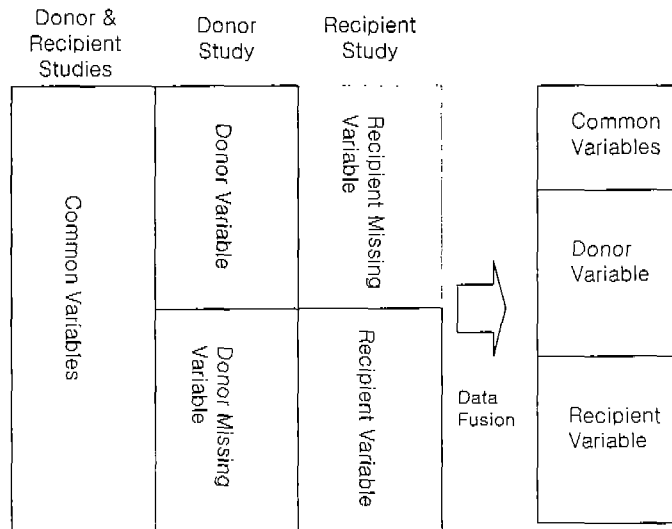 Donor &
Recipient
Studies
Donor
Study
Recipient
Study
Common Variables
Donor Variable
Recipient Missing
Variable
Donor Missing
Variable
Recipient Variable
Data
Fusion
Common
Variables
Donor
Variable
Recipient
Variable